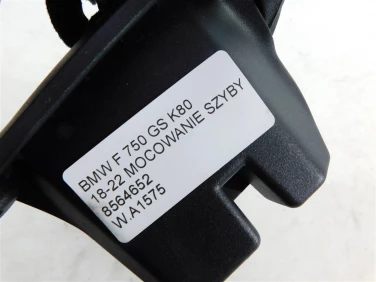 BMW F 750 GS K80
18-22 MOCOWANIE SZYBY
8564652
W.A1575